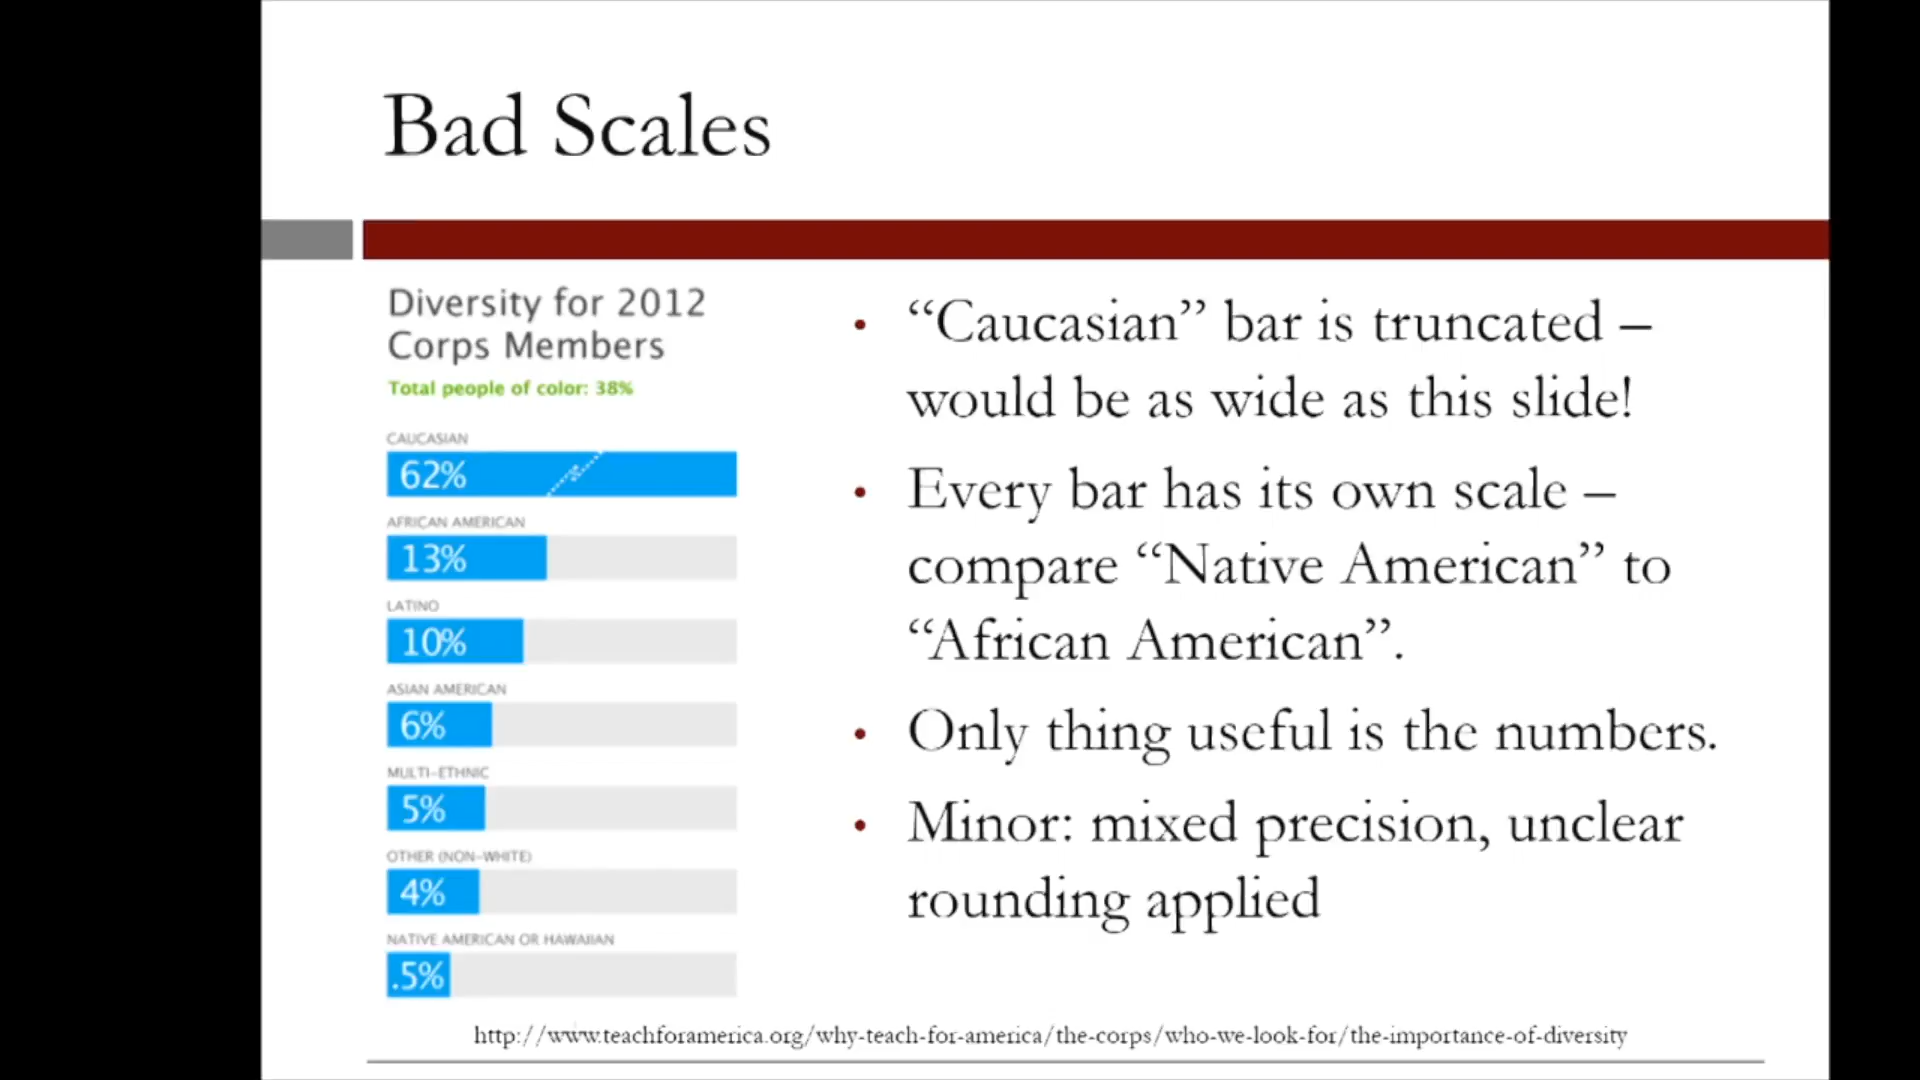 Bad Scales
Diversity for 2012
Corps Members
Total people of color: 38%
CAUCASIAN
62%
AFRICAN AMERICAN
13%
LATINO
10%
ASIAN AMERICAN
6%
MULTI-ETHNIC
5%
OTHER (NON-WHITE)
4%
NATIVE AMERICAN OR HAWAIIAN
.5%
• “Caucasian” bar is truncated –
would be as wide as this slide!
• Every bar has its own scale –
compare “Native American” to
“African American”.
• Only thing useful is the numbers.
• Minor: mixed precision, unclear
rounding applied
http://www.teachforamerica.org/why-teach-for-america/the-corps/who-we-look-for/the-importance-of-diversity